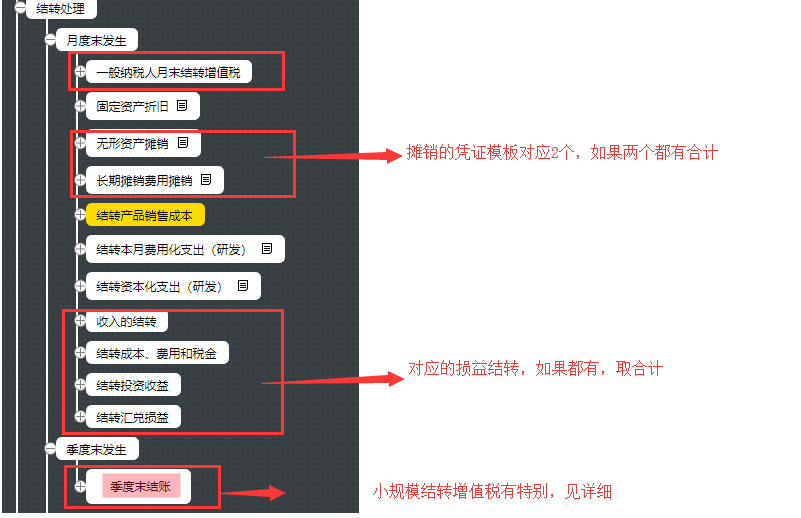 结转处理
月度末发生
一般纳税人月末结转增值税
固定资产折旧
无形资产摊销
摊销的凭证模板对应2个，如果两个都有合计
长期摊销费用摊销
结转产品销售成本
结转本月费用化支出（研发）
结转资本化支出（研发）
收入的结转
结转成本、费用和税金
对应的损益结转，如果都有，取合计
结转投资收益
结转汇兑损益
季度末发生
季度末结账
小规模结转增值税有特别，见详细